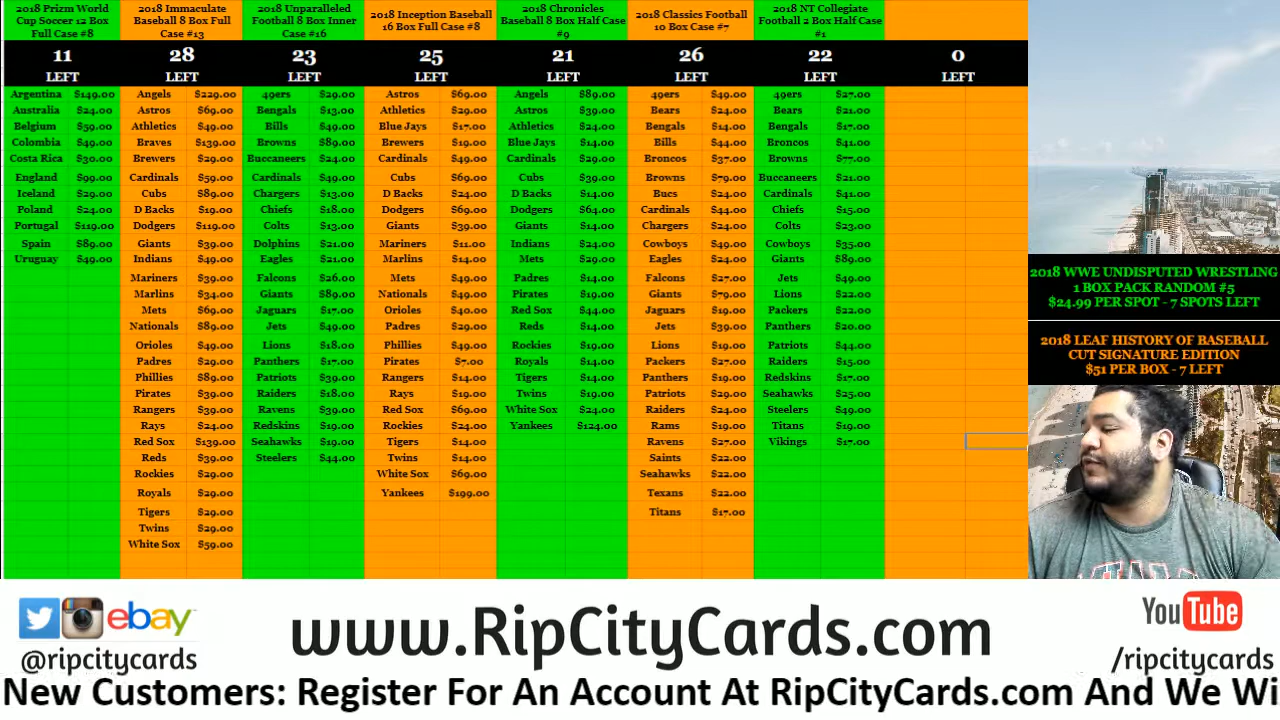 2018 Prizm World Cup Soccer 12 Box Full Case #8
11
LEFT
Argentina $149.00
Australia $24.00
Belgium $59.00
Colombia $49.00
Costa Rica $30.00
England $99.00
Iceland $29.00
Poland $24.00
Portugal $119.00
Spain $89.00
Uruguay $49.00
2018 Immaculate Baseball 8 Box Full Case #13
28
LEFT
Angels $229.00
Astros $69.00
Athletics $49.00
Braves $139.00
Brewers $29.00
Cardinals $59.00
Cubs $89.00
D Backs $19.00
Dodgers $119.00
Giants $39.00
Indians $49.00
Mariners $39.00
Marlins $34.00
Mets $69.00
Nationals $89.00
Orioles $49.00
Padres $29.00
Phillies $89.00
Pirates $39.00
Rangers $39.00
Rays $24.00
Red Sox $139.00
Reds $39.00
Rockies $29.00
Royals $29.00
Tigers $29.00
Twins $29.00
White Sox $59.00
2018 Unparalleled Football 8 Box Inner Case #16
23
LEFT
49ers $29.00
Bengals $13.00
Bills $49.00
Browns $89.00
Buccaneers $24.00
Cardinals $49.00
Chargers $13.00
Chiefs $18.00
Colts $13.00
Dolphins $21.00
Eagles $21.00
Falcons $26.00
Giants $89.00
Jaguars $17.00
Jets $49.00
Lions $18.00
Panthers $17.00
Patriots $39.00
Raiders $18.00
Ravens $39.00
Redskins $19.00
Seahawks $19.00
Steelers $44.00
2018 Inception Baseball 16 Box Full Case #8
25
LEFT
Astros $69.00
Athletics $29.00
Blue Jays $17.00
Brewers $19.00
Cardinals $49.00
Cubs $69.00
D Backs $24.00
Dodgers $69.00
Giants $39.00
Mariners $11.00
Marlins $14.00
Mets $49.00
Nationals $49.00
Orioles $40.00
Padres $29.00
Phillies $49.00
Pirates $7.00
Rangers $14.00
Rays $19.00
Red Sox $69.00
Rockies $24.00
Tigers $14.00
Twins $14.00
White Sox $69.00
Yankees $199.00
2018 Chronicles Baseball 8 Box Half Case #9
21
LEFT
Angels $89.00
Astros $39.00
Athletics $24.00
Blue Jays $14.00
Cardinals $29.00
Cubs $39.00
D Backs $14.00
Dodgers $64.00
Giants $14.00
Indians $24.00
Mets $29.00
Padres $14.00
Pirates $19.00
Red Sox $44.00
Reds $14.00
Rockies $19.00
Royals $14.00
Tigers $14.00
Twins $19.00
White Sox $24.00
Yankees $124.00
2018 Classics Football 10 Box Case #7
26
LEFT
49ers $49.00
Bears $24.00
Bengals $14.00
Bills $44.00
Broncos $37.00
Browns $79.00
Bucs $24.00
Cardinals $44.00
Chargers $24.00
Cowboys $49.00
Eagles $24.00
Falcons $27.00
Giants $79.00
Jaguars $19.00
Jets $39.00
Lions $19.00
Packers $27.00
Panthers $19.00
Patriots $29.00
Raiders $24.00
Rams $19.00
Ravens $27.00
Saints $22.00
Seahawks $22.00
Texans $22.00
Titans $17.00
2018 NT Collegiate Football 2 Box Half Case #1
22
LEFT
49ers $27.00
Bears $21.00
Bengals $17.00
Broncos $41.00
Browns $77.00
Buccaneers $21.00
Cardinals $41.00
Chiefs $15.00
Colts $23.00
Cowboys $35.00
Giants $89.00
Jets $49.00
Lions $22.00
Packers $22.00
Panthers $20.00
Patriots $44.00
Raiders $15.00
Redskins $17.00
Seahawks $25.00
Steelers $49.00
Titans $19.00
Vikings $17.00
0
LEFT
2018 WWE UNDISPUTED WRESTLING
1 BOX PACK RANDOM #5
$24.99 PER SPOT - 7 SPOTS LEFT
2018 LEAF HISTORY OF BASEBALL
CUT SIGNATURE EDITION
$51 PER BOX - 7 LEFT
ebay
@ripcitycards
www.RipCityCards.com
YouTube
/ripcitycards
New Customers: Register For An Account At RipCityCards.com And We Wi